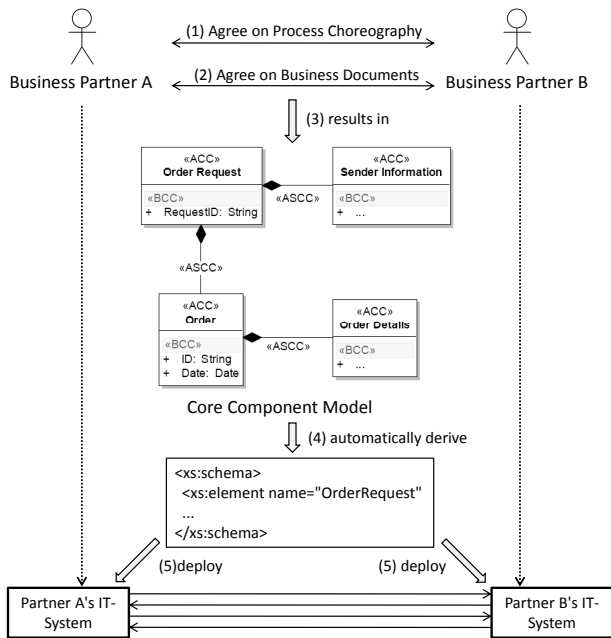 (1) Agree on Process Choreography
Business Partner A
(2) Agree on Business Documents
Business Partner B
(3) results in
«ACC»
Order Request
«BCC»
+ RequestID: String
«ASCC»
«ACC»
Sender Information
«BCC»
+ ...
«ASCC»
«ACC»
Order
«BCC»
+ ID: String
+ Date: Date
«ASCC»
«ACC»
Order Details
«BCC»
+ ...
Core Component Model
(4) automatically derive
<xs:schema>
<xs:element name="OrderRequest"
...
</xs:schema>
(5)deploy
(5) deploy
Partner A's IT-
System
Partner B's IT-
System